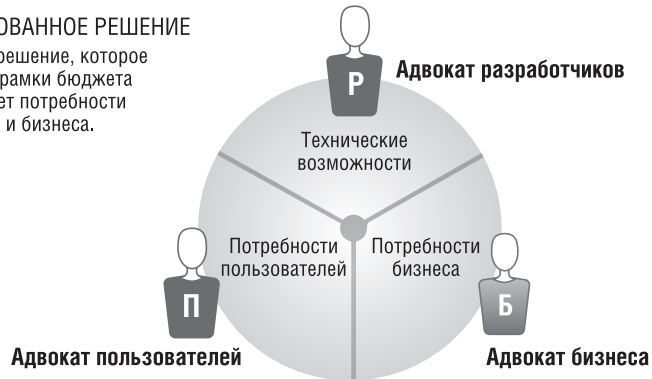 ОВАННОЕ РЕШЕНИЕ
решение, которое
рамки бюджета
ет потребности
и бизнеса.
Р
Адвокат разработчиков
Технические
возможности
Потребности
пользователей
Потребности
бизнеса
П
Б
Адвокат пользователей
Адвокат бизнеса